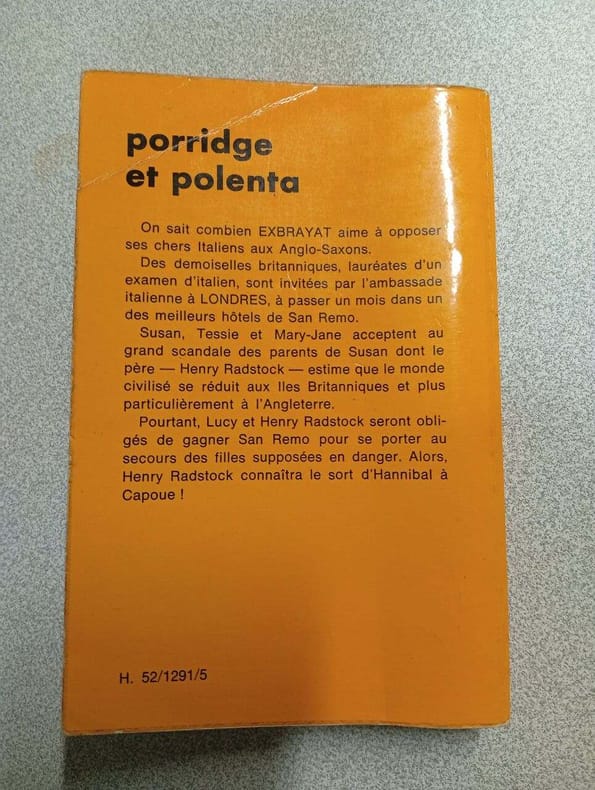 porridge
et polenta
On sait combien EXBRAYAT aime à opposer
ses chers Italiens aux Anglo-Saxons.
Des demoiselles britanniques, lauréates d'un
examen d'italien, sont invitées par l'ambassade
italienne à LONDRES, à passer un mois dans un
des meilleurs hôtels de San Remo.
Susan, Tessie et Mary-Jane acceptent au
grand scandale des parents de Susan dont le
père — Henry Radstock — estime que le monde
civilisé se réduit aux Iles Britanniques et plus
particulièrement à l'Angleterre.
Pourtant, Lucy et Henry Radstock seront obli-
gés de gagner San Remo pour se porter au
secours des filles supposées en danger. Alors,
Henry Radstock connaîtra le sort d'Hannibal à
Capoue !
H. 52/1291/5